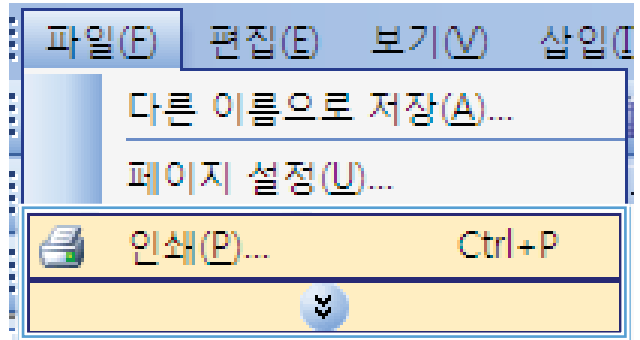 파일(F) 편집(E) 보기(V) 삽입(I
다른 이름으로 저장(A)...
페이지 설정(U)...
인쇄(P)... Ctrl+P